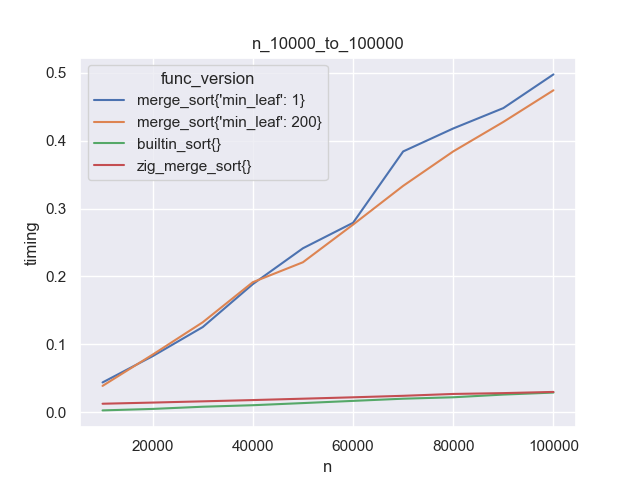 n_10000_to_100000
func_version
merge_sort{'min_leaf': 1}
merge_sort{'min_leaf': 200}
builtin_sort{}
zig_merge_sort{}
timing
0.5
0.4
0.3
0.2
0.1
0.0
20000 40000 60000 80000 100000
n